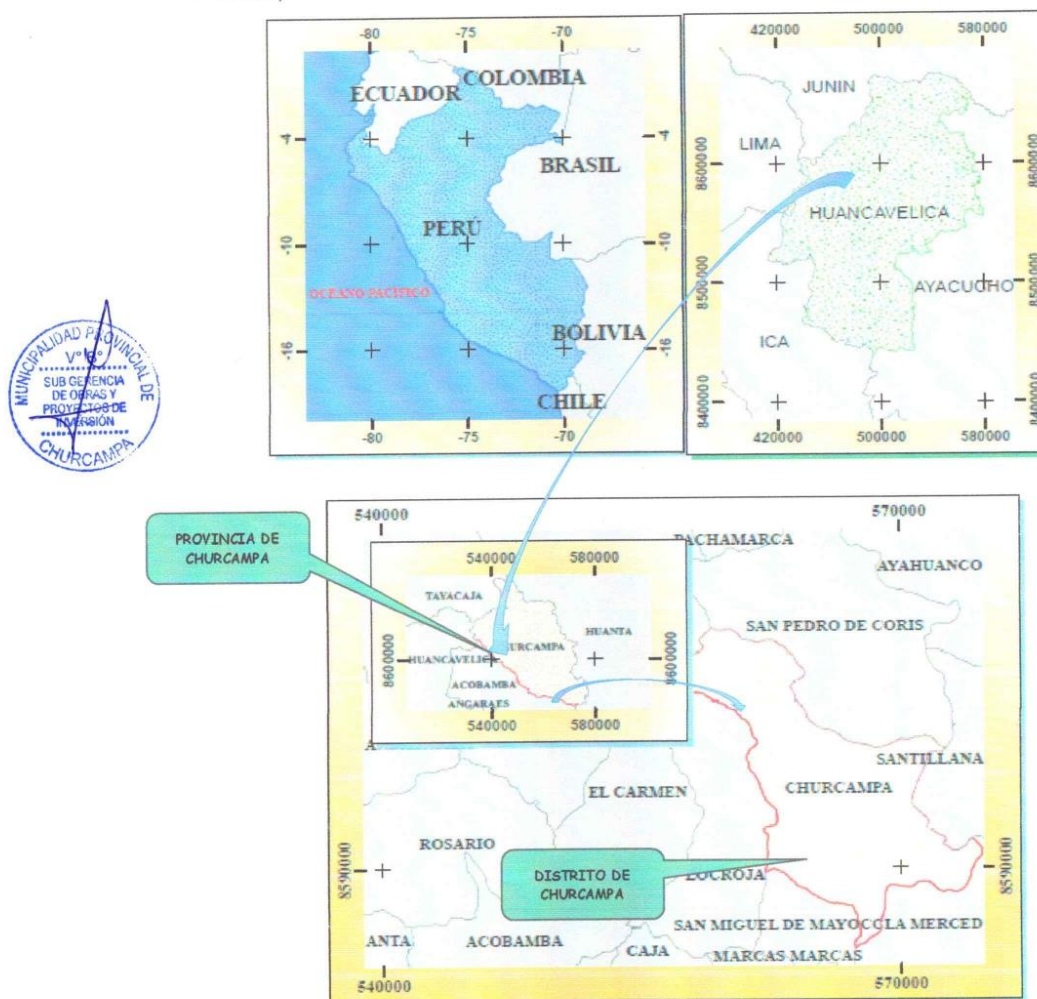 -80 -75 -70
COLOMBIA
ECUADOR
-4 -4
BRASIL
PERÚ
-10 -10
OCEANO PACÍFICO
BOLIVIA
-16 -16
CHILE
-80 -75 -70
420000 500000 580000
JUNIN
LIMA
8600000 8600000
HUANCAVELICA
8500000 8500000
AYACUCHO
ICA
8400000 8400000
420000 500000 580000
MUNICIPALIDAD PROVINCIAL DE
V°B°
SUB GERENCIA
DE OBRAS Y
PROYECTOS DE
INVERSIÓN
CHURCAMPA
PROVINCIA DE
CHURCAMPA
540000 570000
PACHAMARCA
AYAHUANCO
SAN PEDRO DE CORIS
540000 580000
TAYACAJA
HUANTA
URCAMPA
8600000 8600000
HUANCAVELICA
ACOBAMBA
ANGARAES
540000 580000
A
SANTILLANA
EL CARMEN
CHURCAMPA
ROSARIO
8590000 8590000
DISTRITO DE
CHURCAMPA
LOCROJA
SAN MIGUEL DE MAYOCCLA MERCED
ANTA ACOBAMBA CAJA MARCAS MARCAS
540000 570000